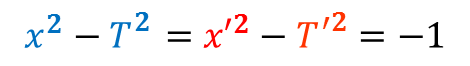 x² − T² = x′² − T′² = −1